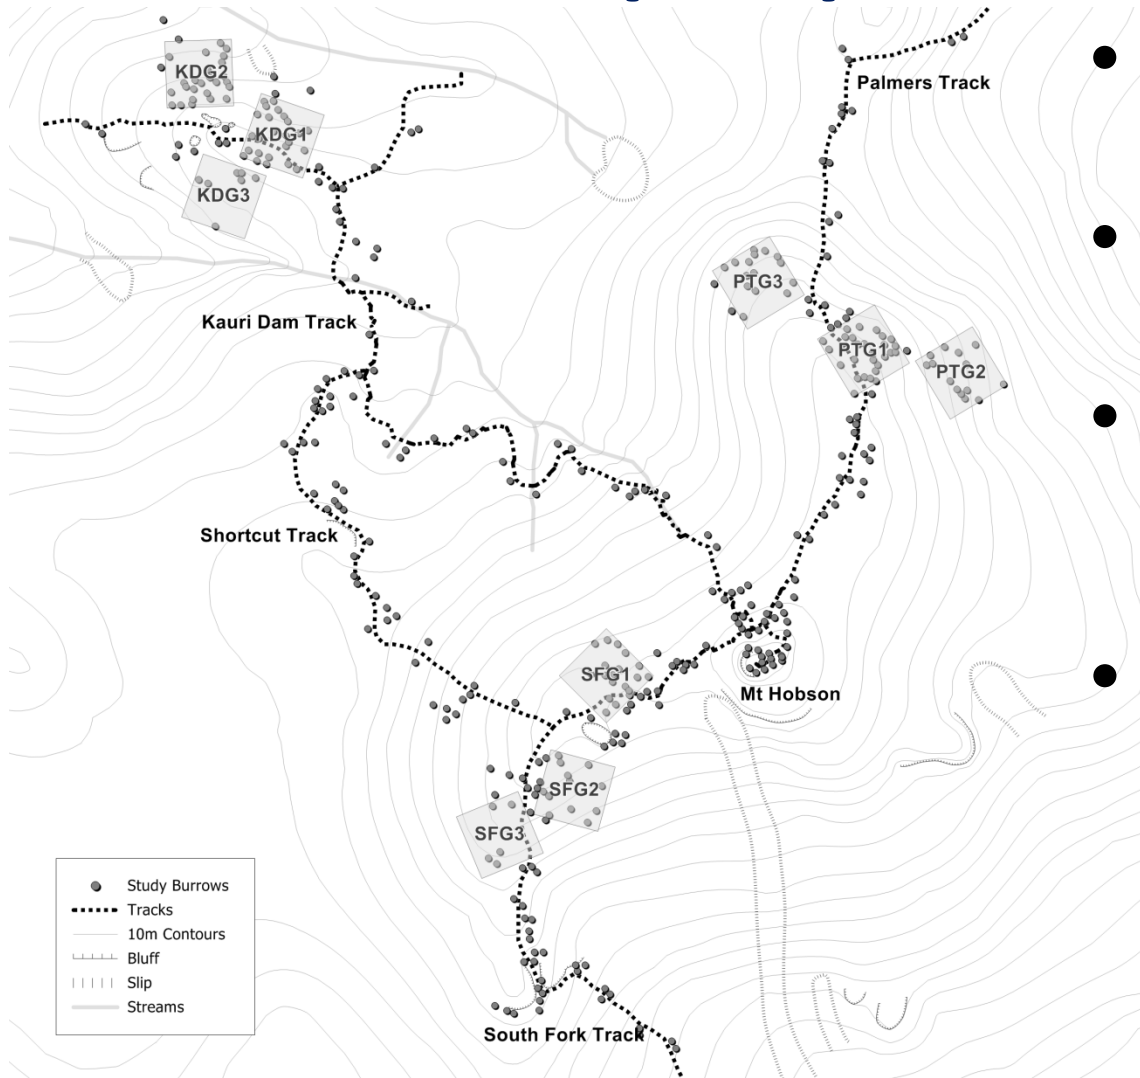 KDG2
Palmers Track
KDG1
KDG3
PTG3
Kauri Dam Track
PTG1
PTG2
Shortcut Track
SFG1
Mt Hobson
SFG2
SFG3
Study Burrows
Tracks
10m Contours
Bluff
Slip
Streams
South Fork Track